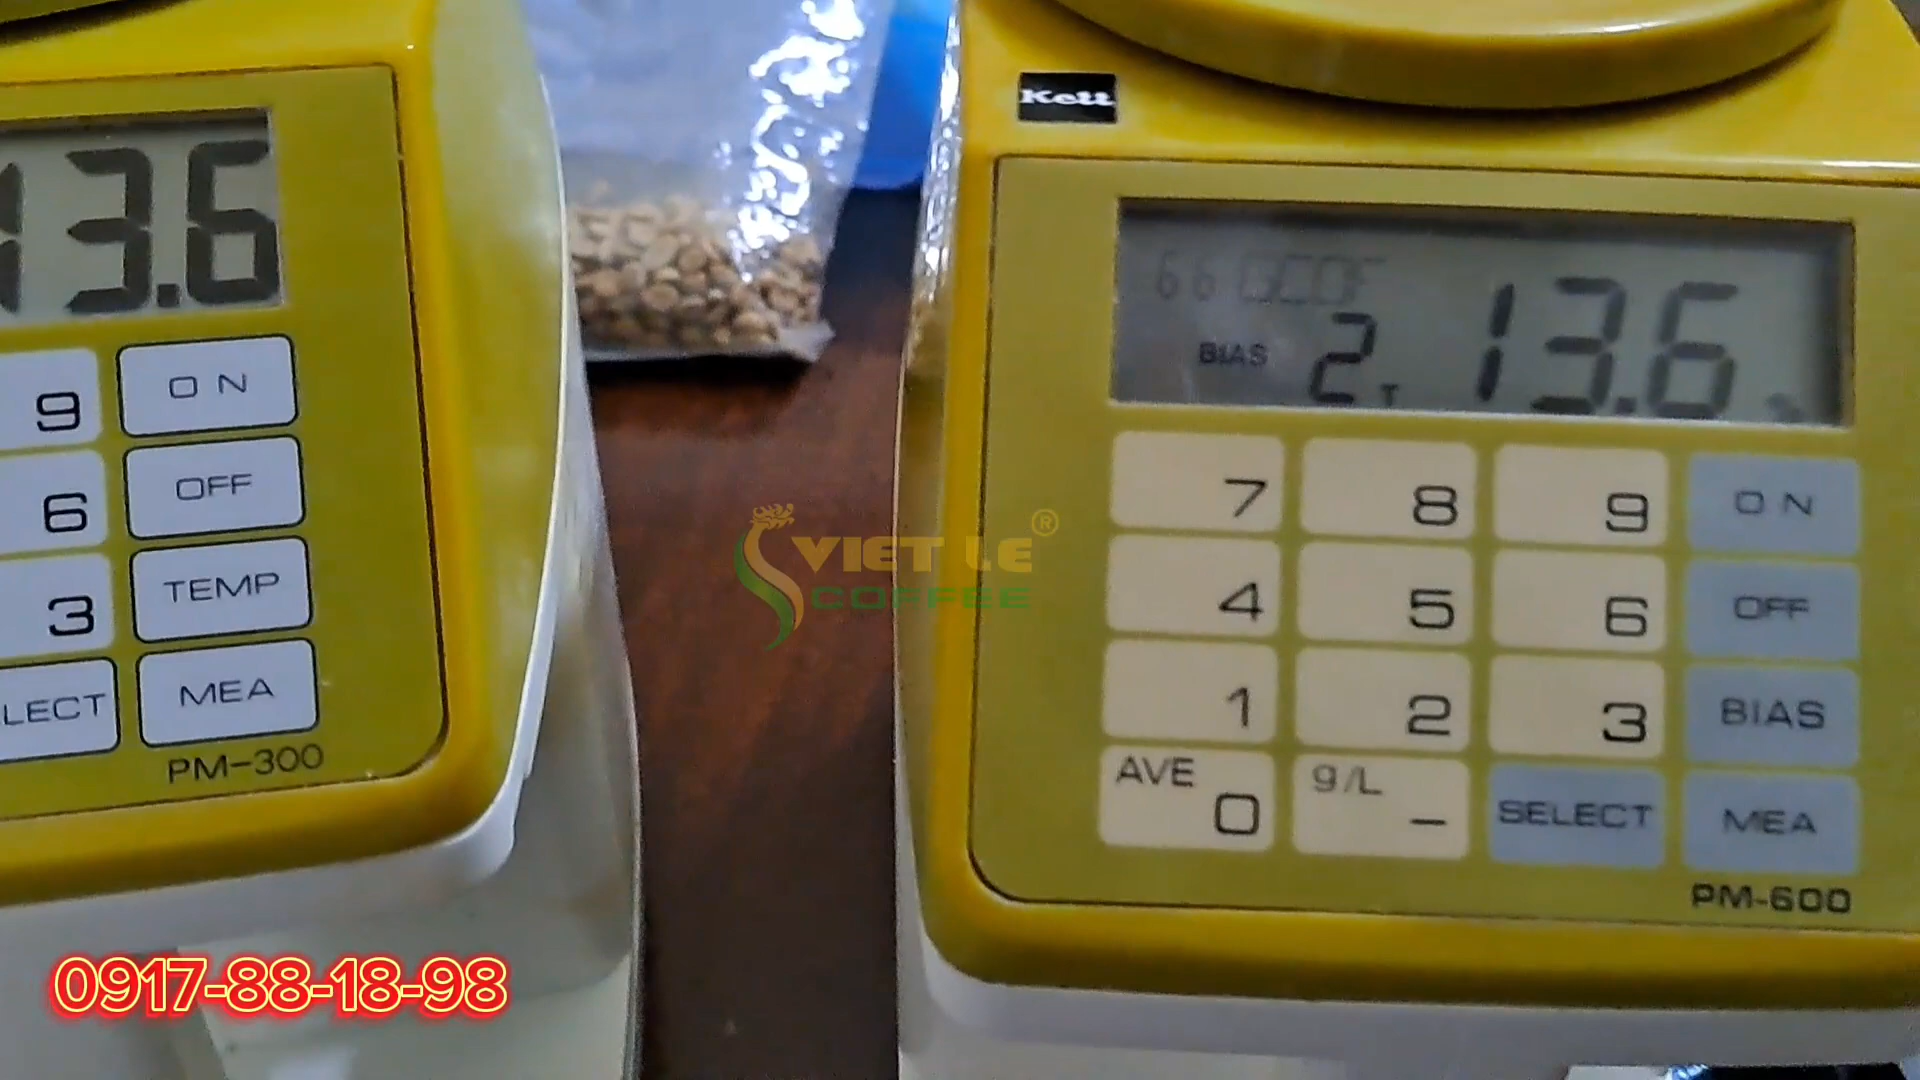 13.6
9
ON
6
OFF
3
TEMP
LECT
MEA
PM-300
Kett
66 GCOF
BIAS 2 T 13.6 %
7 8 9 ON
4 5 6 OFF
1 2 3 BIAS
AVE 0 g/L - SELECT MEA
PM-600
VIET LE ®
COFFEE
0917-88-18-98